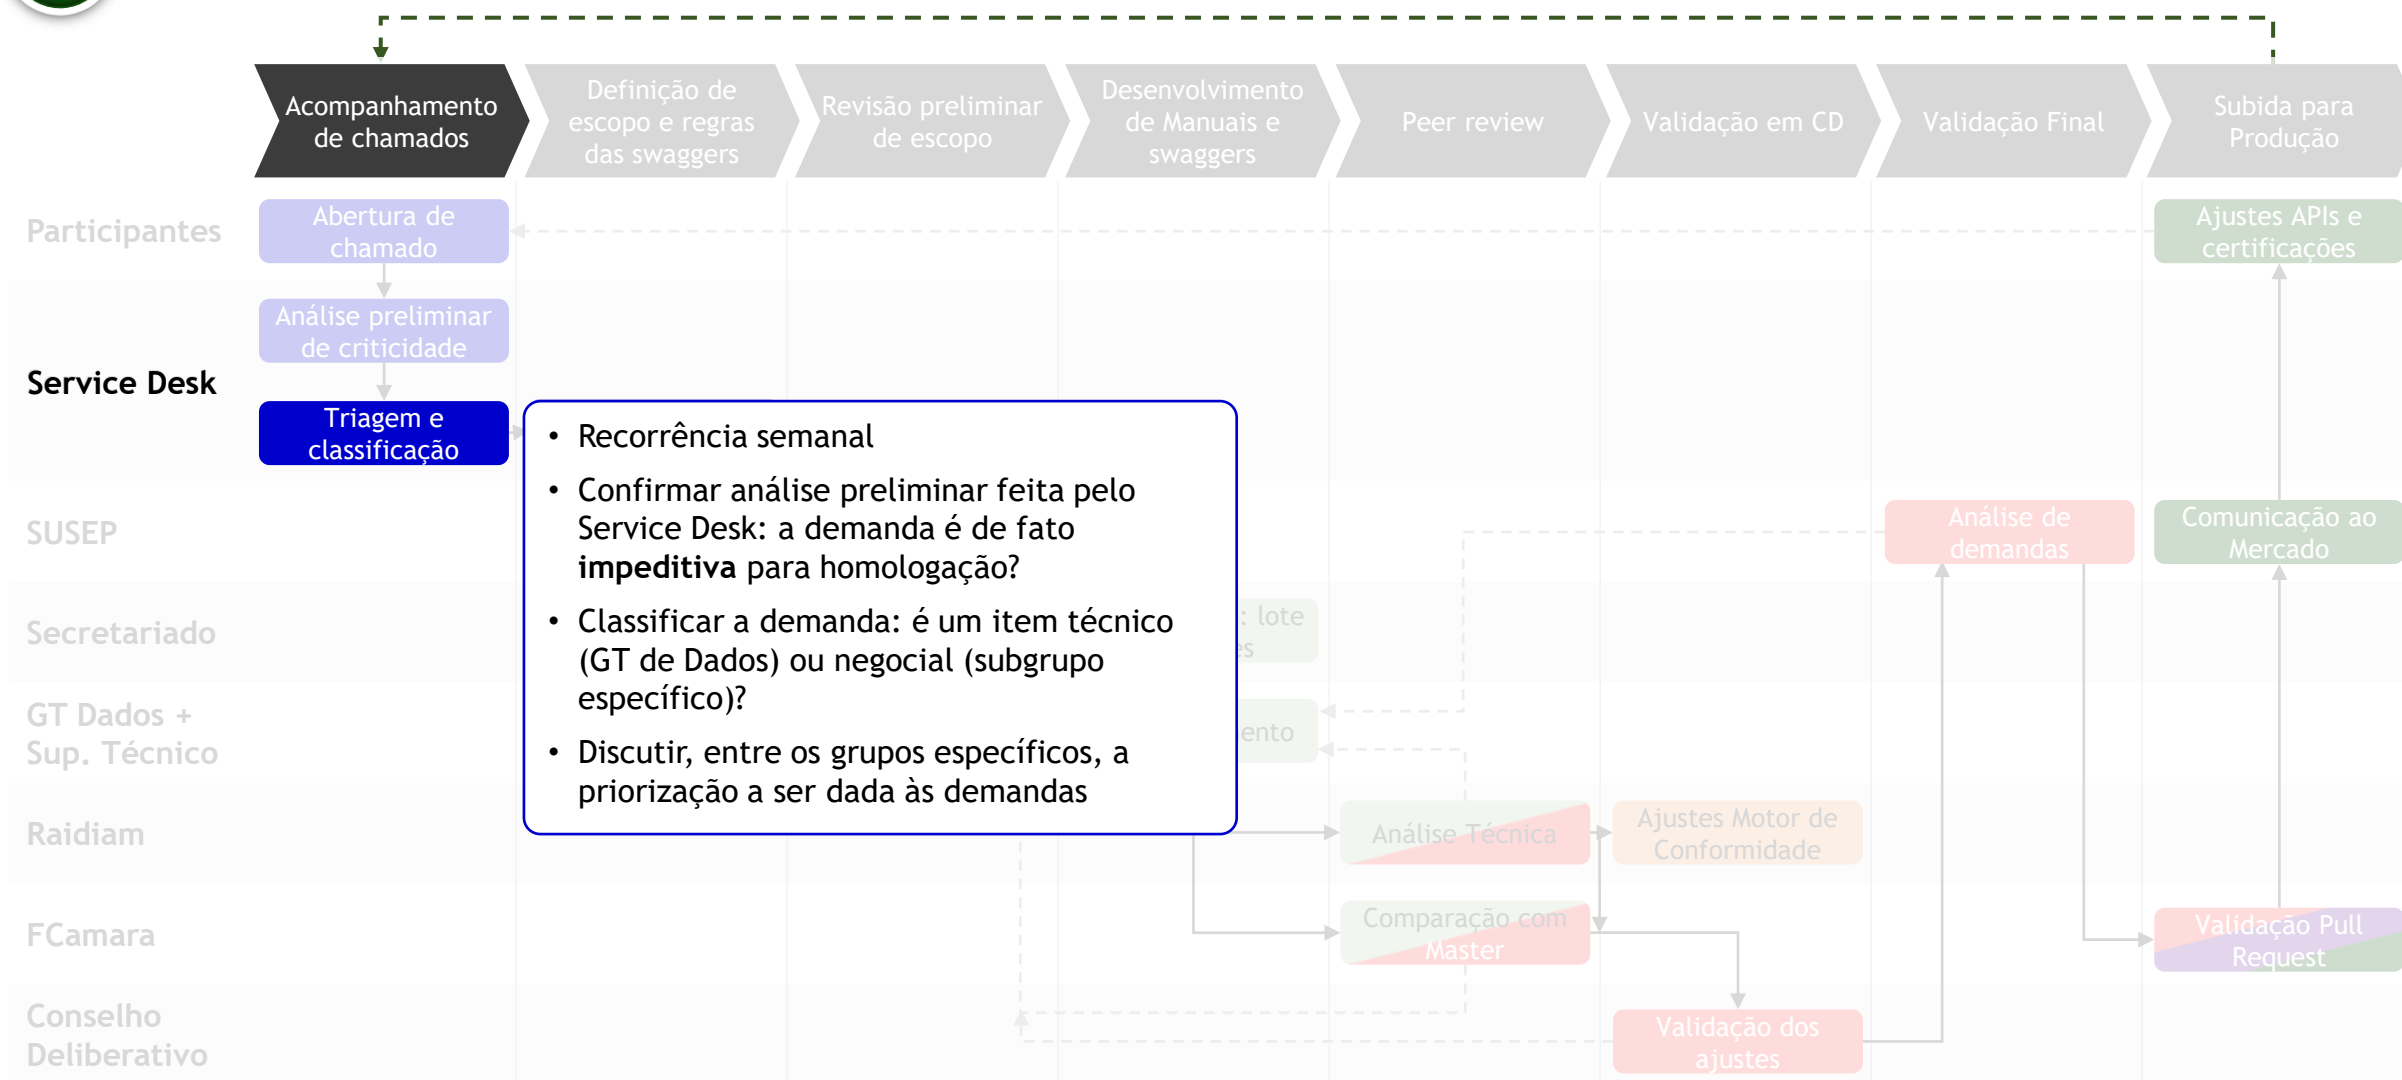 Acompanhamento
de chamados
Definição de
escopo e regras
das swaggers
Revisão preliminar
de escopo
Desenvolvimento
de Manuais e
swaggers
Peer review
Validação em CD
Validação Final
Subida para
Produção
Participantes
Abertura de
chamado
Ajustes APIs e
certificações
Análise preliminar
de criticidade
Service Desk
Triagem e
classificação
• Recorrência semanal
• Confirmar análise preliminar feita pelo
Service Desk: a demanda é de fato
impeditiva para homologação?
• Classificar a demanda: é um item técnico
(GT de Dados) ou negocial (subgrupo
específico)?
• Discutir, entre os grupos específicos, a
priorização a ser dada às demandas
SUSEP
Análise de
demandas
Comunicação ao
Mercado
Secretariado
: lote
GT Dados +
Sup. Técnico
Raidiam
Análise Técnica
Ajustes Motor de
Conformidade
FCamara
Comparação com
Master
Validação Pull
Request
Conselho
Deliberativo
Validação dos
ajustes